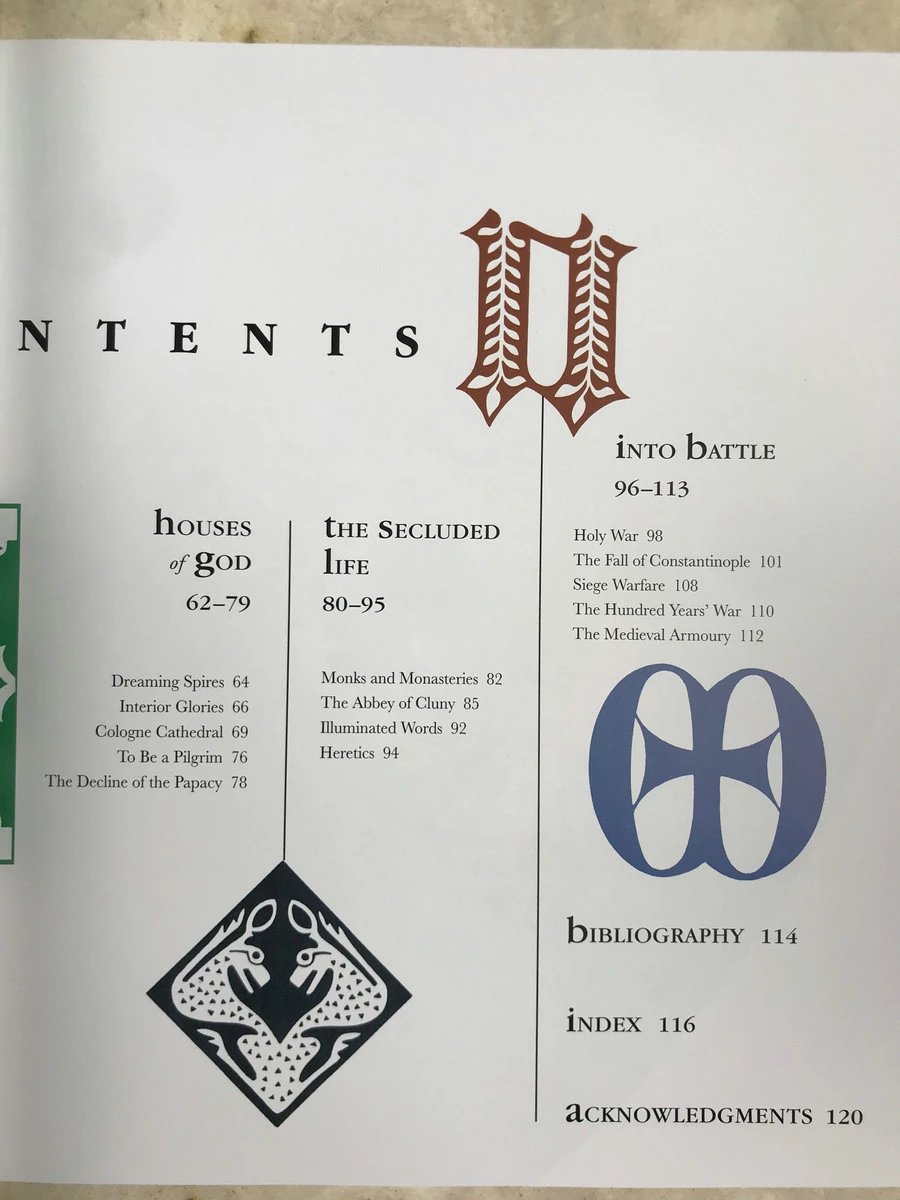 NTENTS
hOUSES
of gOD
62–79
Dreaming Spires 64
Interior Glories 66
Cologne Cathedral 69
To Be a Pilgrim 76
The Decline of the Papacy 78
tHE sECLUDED
lIFE
80–95
Monks and Monasteries 82
The Abbey of Cluny 85
Illuminated Words 92
Heretics 94
iNTO bATTLE
96–113
Holy War 98
The Fall of Constantinople 101
Siege Warfare 108
The Hundred Years’ War 110
The Medieval Armoury 112
bIBLIOGRAPHY 114
iNDEX 116
aCKNOWLEDGMENTS 120